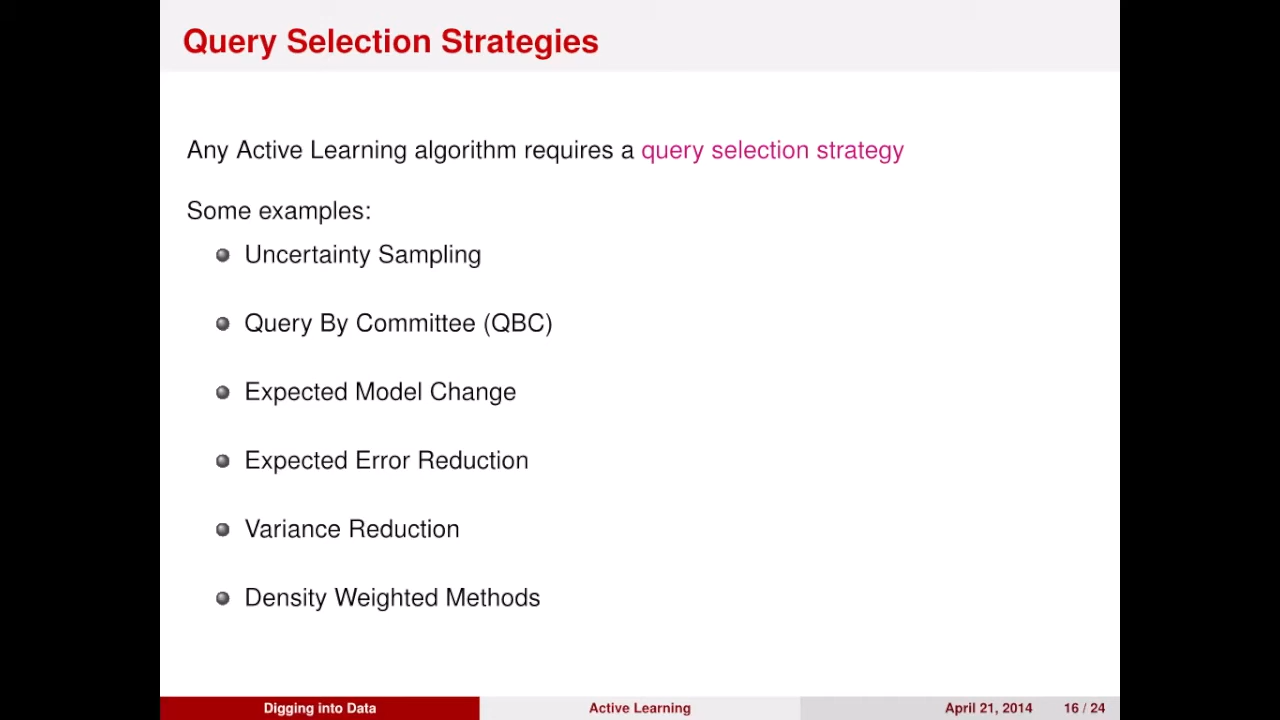 Query Selection Strategies
Any Active Learning algorithm requires a query selection strategy
Some examples:
Uncertainty Sampling
Query By Committee (QBC)
Expected Model Change
Expected Error Reduction
Variance Reduction
Density Weighted Methods
Digging into Data Active Learning April 21, 2014 16 / 24